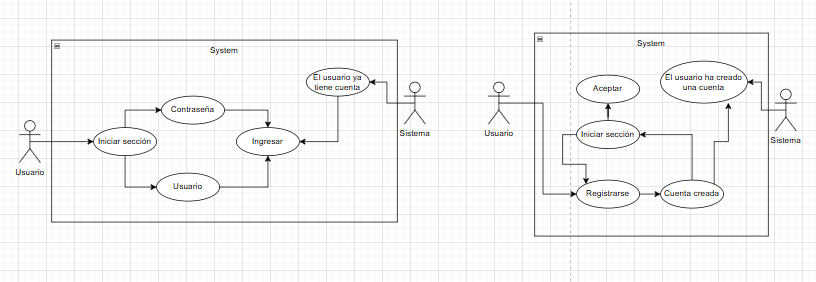 System
El usuario ya
tiene cuenta
Contraseña
Iniciar sección
Ingresar
Usuario
Usuario
Sistema
System
El usuario ha creado
una cuenta
Aceptar
Iniciar sección
Usuario
Sistema
Registrarse
Cuenta creada